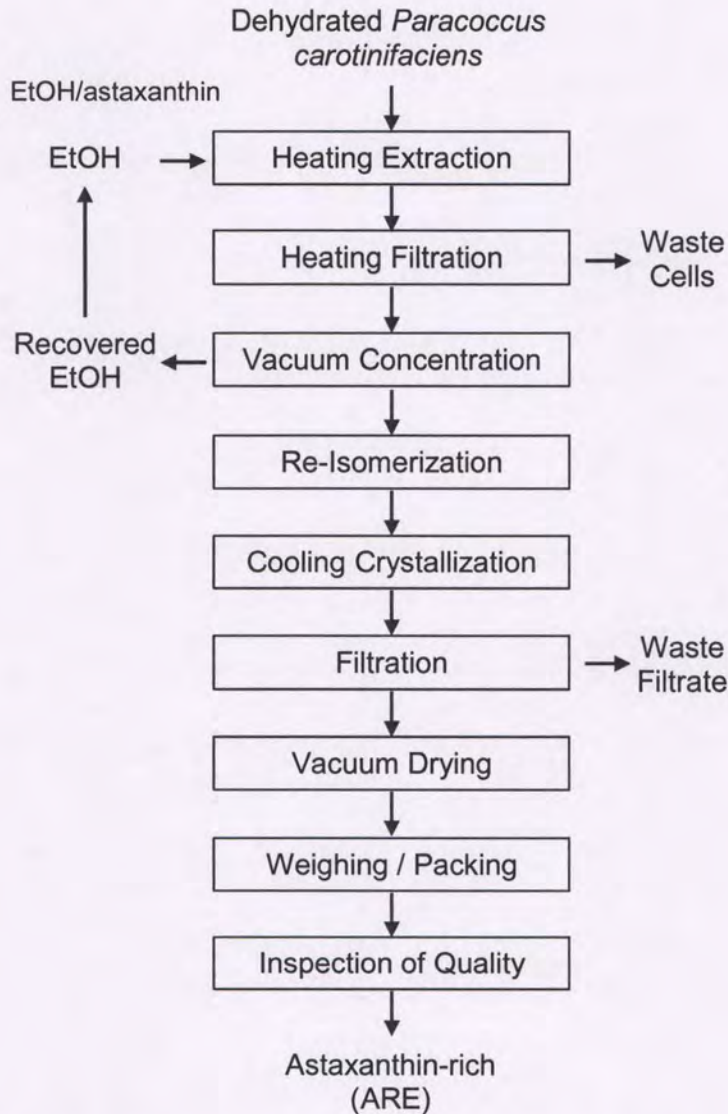 Dehydrated Paracoccus
carotinifaciens
EtOH/astaxanthin
EtOH
Heating Extraction
Heating Filtration
Waste
Cells
Recovered
EtOH
Vacuum Concentration
Re-Isomerization
Cooling Crystallization
Filtration
Waste
Filtrate
Vacuum Drying
Weighing / Packing
Inspection of Quality
Astaxanthin-rich
(ARE)